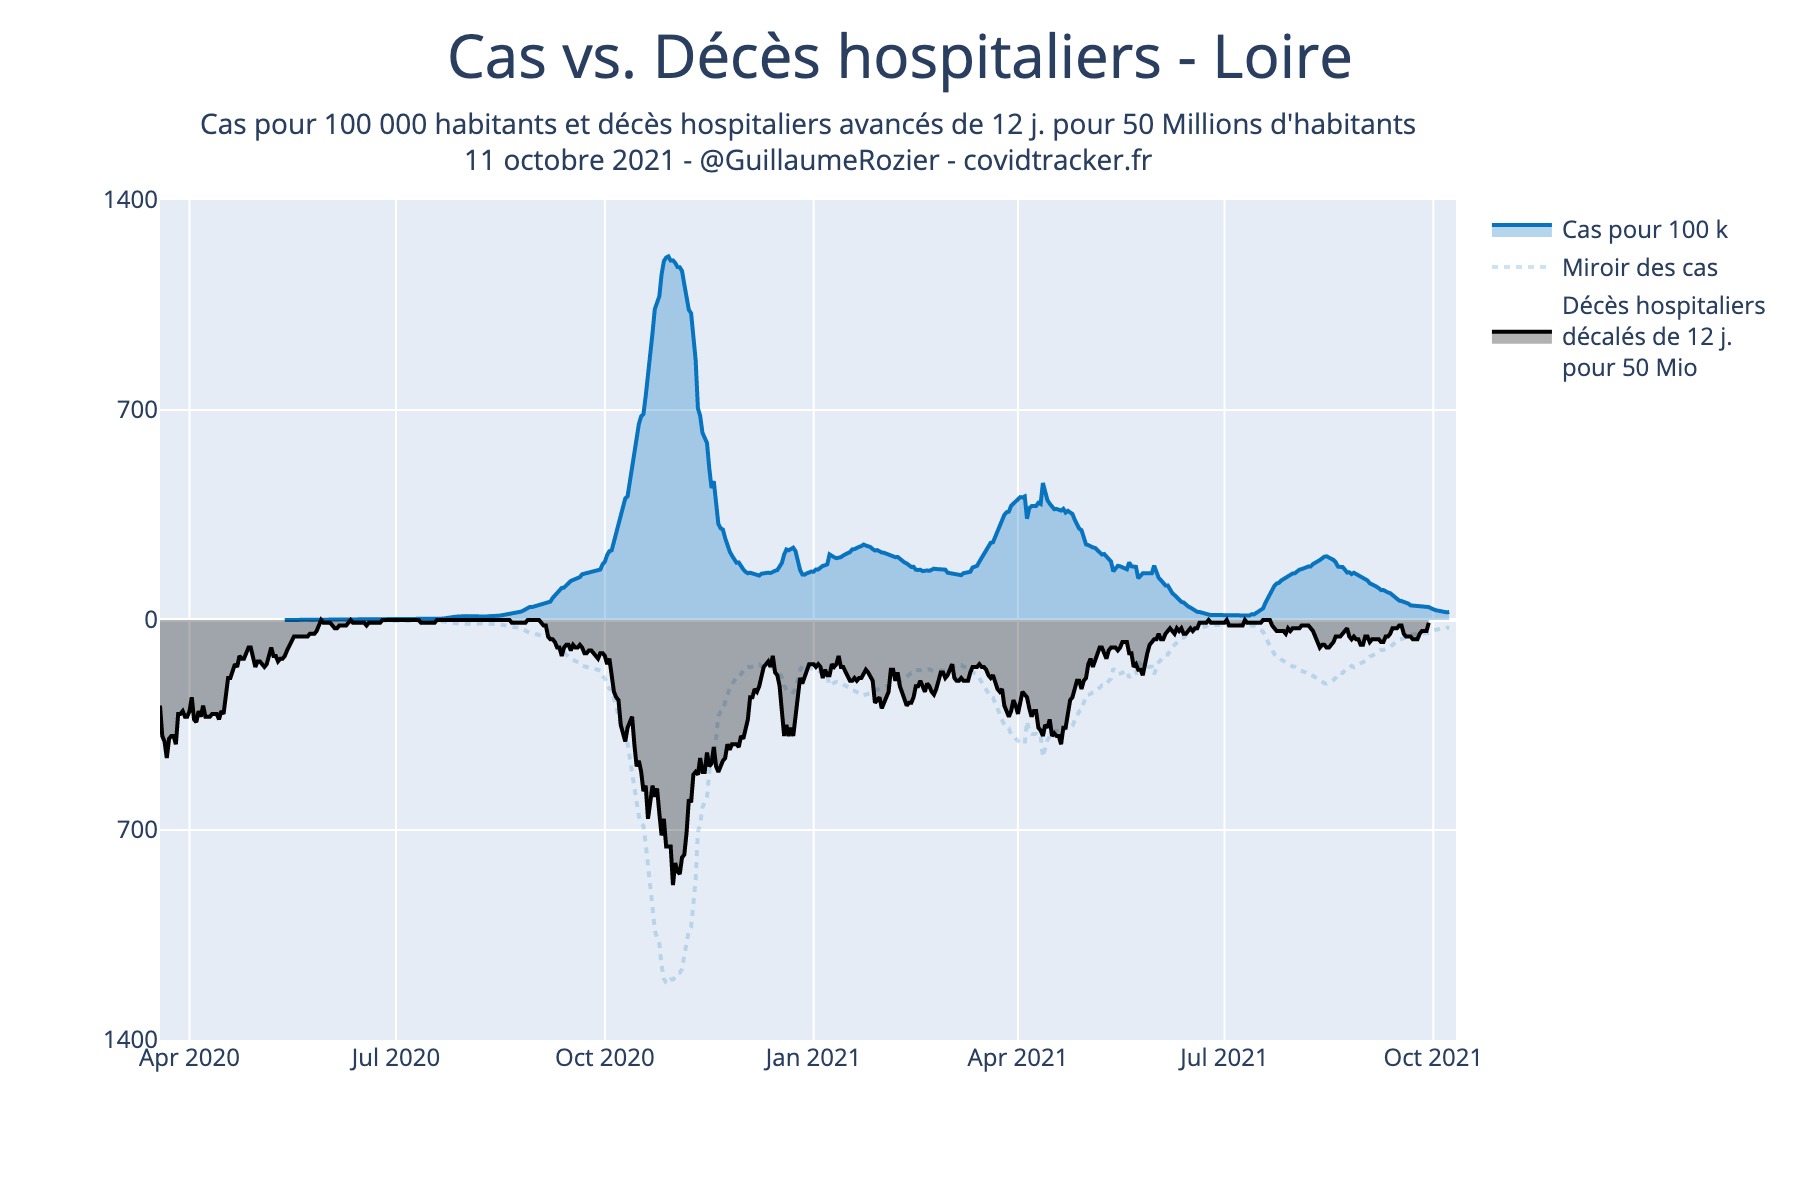 Cas vs. Décès hospitaliers - Loire
Cas pour 100 000 habitants et décès hospitaliers avancés de 12 j. pour 50 Millions d'habitants
11 octobre 2021 - @GuillaumeRozier - covidtracker.fr
1400
700
0
700
1400
Apr 2020
Jul 2020
Oct 2020
Jan 2021
Apr 2021
Jul 2021
Oct 2021
Cas pour 100 k
Miroir des cas
Décès hospitaliers
décalés de 12 j.
pour 50 Mio